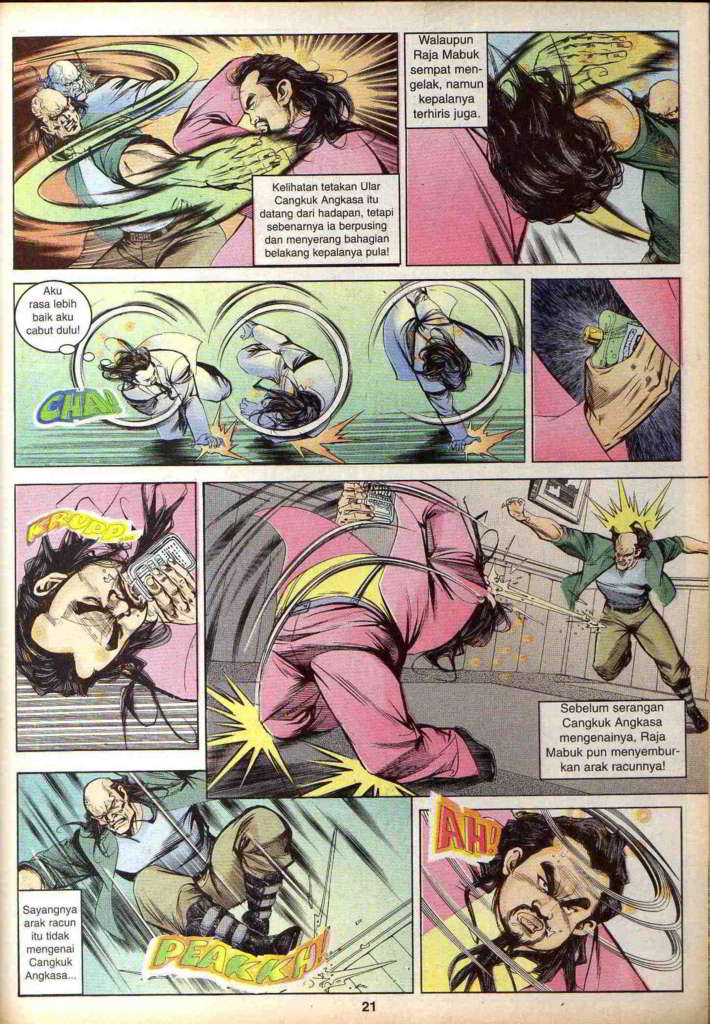 Kelihatan tetakan Ular
Cangkuk Angkasa itu
datang dari hadapan, tetapi
sebenarnya ia berpusing
dan menyerang bahagian
belakang kepalanya pula!
Walaupun
Raja Mabuk
sempat men-
gelak, namun
kepalanya
terhiris juga.
Aku
rasa lebih
baik aku
cabut dulu!
CHA!
KRUPP..
Sebelum serangan
Cangkuk Angkasa
mengenainya, Raja
Mabuk pun menyembur-
kan arak racunnya!
Sayangnya
arak racun
itu tidak
mengenai
Cangkuk
Angkasa...
PEAKKH!
AH!
21